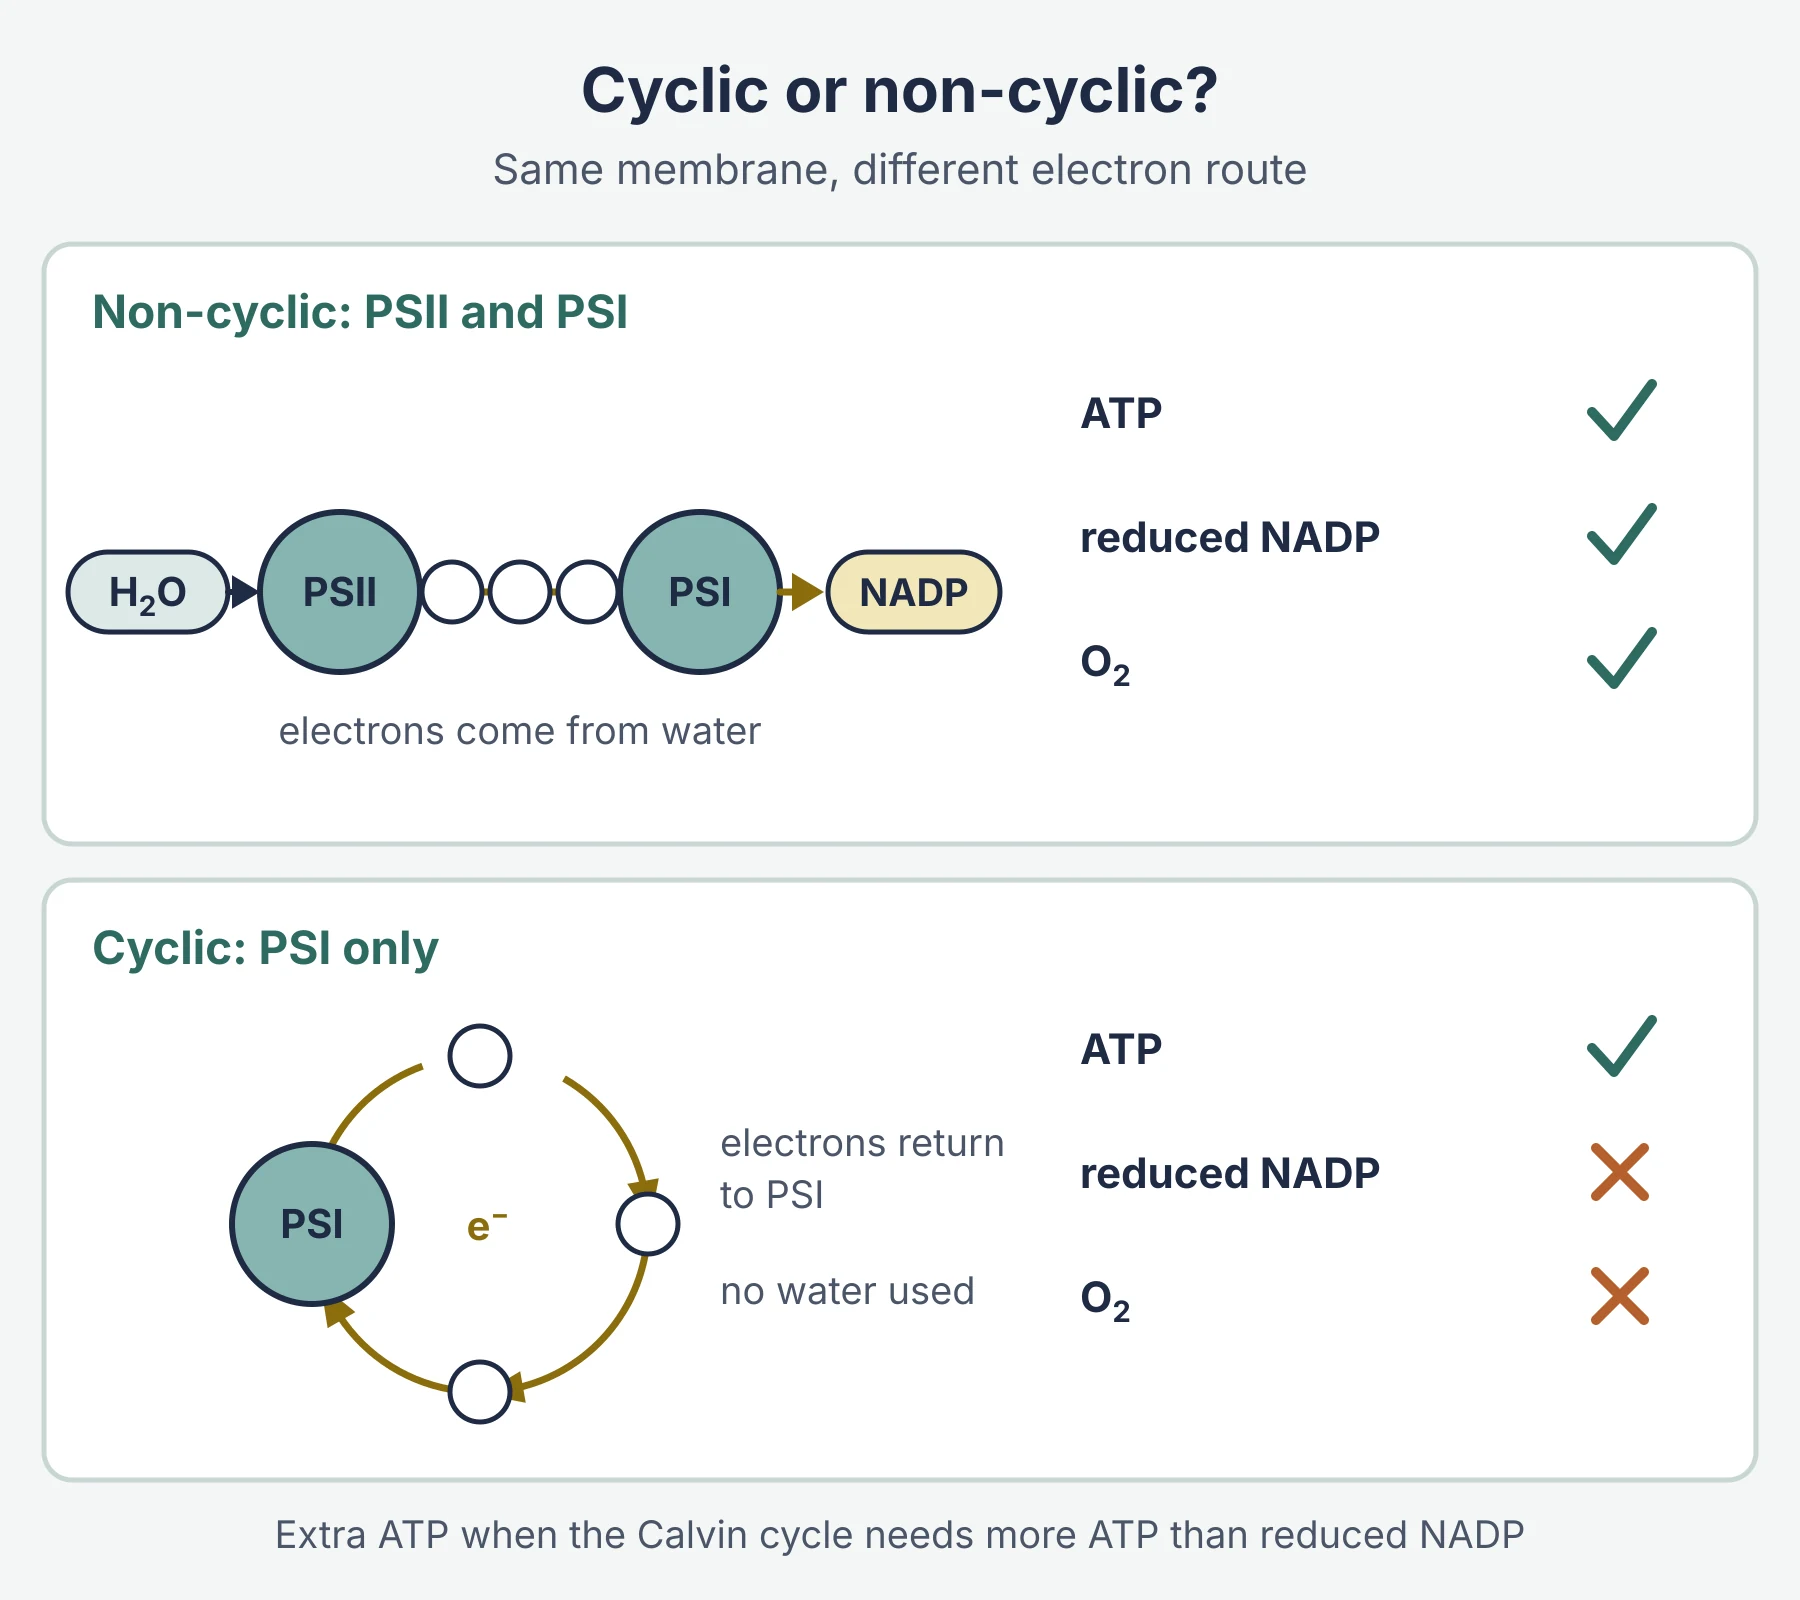 Cyclic or non-cyclic?
Same membrane, different electron route
Non-cyclic: PSII and PSI
H₂O
PSII
PSI
NADP
electrons come from water
ATP
reduced NADP
O₂
Cyclic: PSI only
PSI
e⁻
electrons return
to PSI
no water used
ATP
reduced NADP
O₂
Extra ATP when the Calvin cycle needs more ATP than reduced NADP